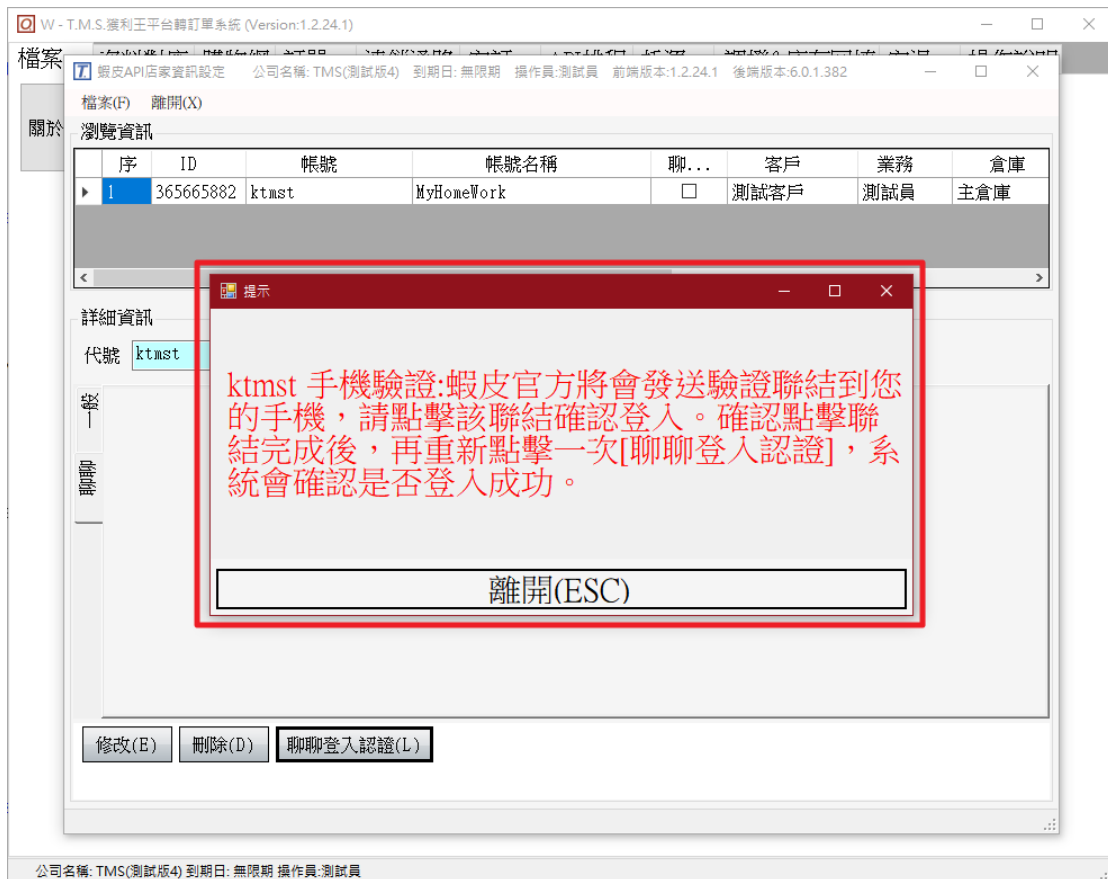 W - T.M.S.獲利王平台轉訂單系統 (Version:1.2.24.1)
檔案
蝦皮API店家資訊設定 公司名稱: TMS(測試版4) 到期日: 無限期 操作員:測試員 前端版本:1.2.24.1 後端版本:6.0.1.382
檔案(F) 離開(X)
關於
瀏覽資訊
序 ID 帳號 帳號名稱 聊... 客戶 業務 倉庫
1 365665882 ktmst MyHomeWork 測試客戶 測試員 主倉庫
提示
詳細資訊
代號 ktmst
ktmst 手機驗證:蝦皮官方將會發送驗證聯結到您
的手機，請點擊該聯結確認登入。確認點擊聯
結完成後，再重新點擊一次[聊聊登入認證]，系
統會確認是否登入成功。
離開(ESC)
修改(E) 刪除(D) 聊聊登入認證(L)
公司名稱: TMS(測試版4) 到期日: 無限期 操作員:測試員